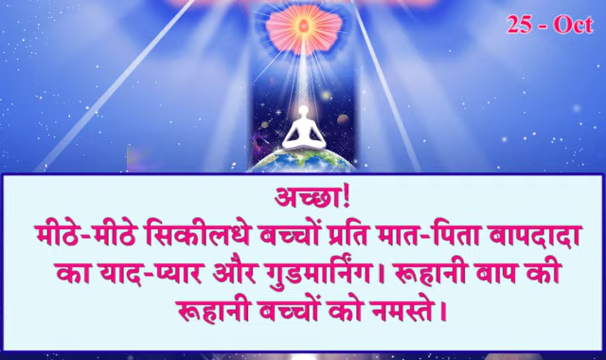 25 - Oct
अच्छा!
मीठे-मीठे सिकीलधे बच्चों प्रति मात-पिता बापदादा
का याद-प्यार और गुडमार्निंग। रूहानी बाप की
रूहानी बच्चों को नमस्ते।